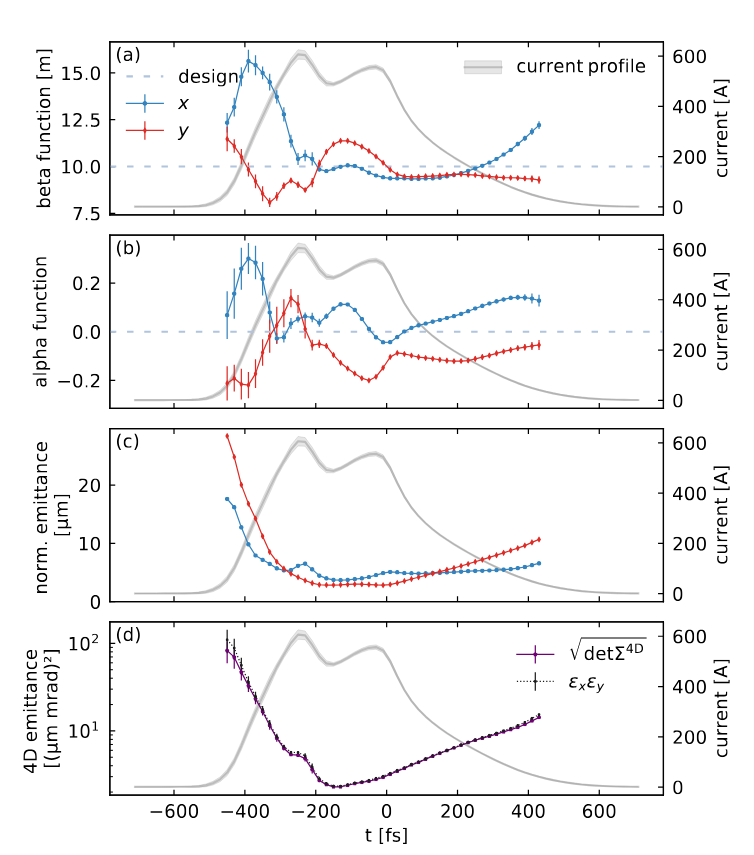 (a)
design
x
y
current profile
beta function [m]
15.0
12.5
10.0
7.5
600
400
200
0
current [A]
(b)
alpha function
0.2
0.0
−0.2
600
400
200
0
current [A]
(c)
norm. emittance
[μm]
20
10
0
600
400
200
0
current [A]
(d)
√detΣ⁴ᴰ
εₓεᵧ
4D emittance
[(μm mrad)²]
10²
10¹
600
400
200
0
current [A]
−600 −400 −200 0 200 400 600
t [fs]